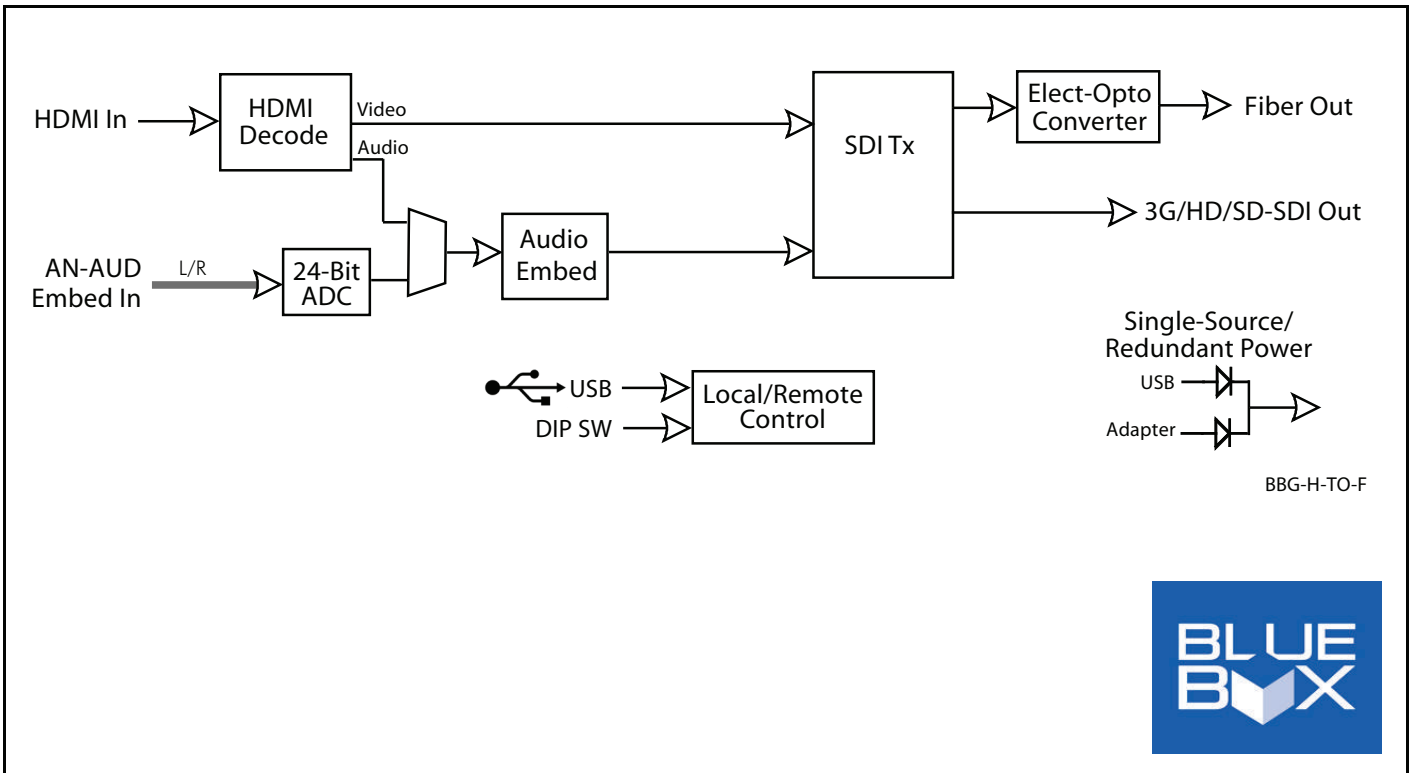 HDMI In
HDMI
Decode
Video
Audio
SDI Tx
Elect-Opto
Converter
Fiber Out
3G/HD/SD-SDI Out
AN-AUD
Embed In
L/R
24-Bit
ADC
Audio
Embed
USB
DIP SW
Local/Remote
Control
Single-Source/
Redundant Power
USB
Adapter
BBG-H-TO-F
BLUE
BOX